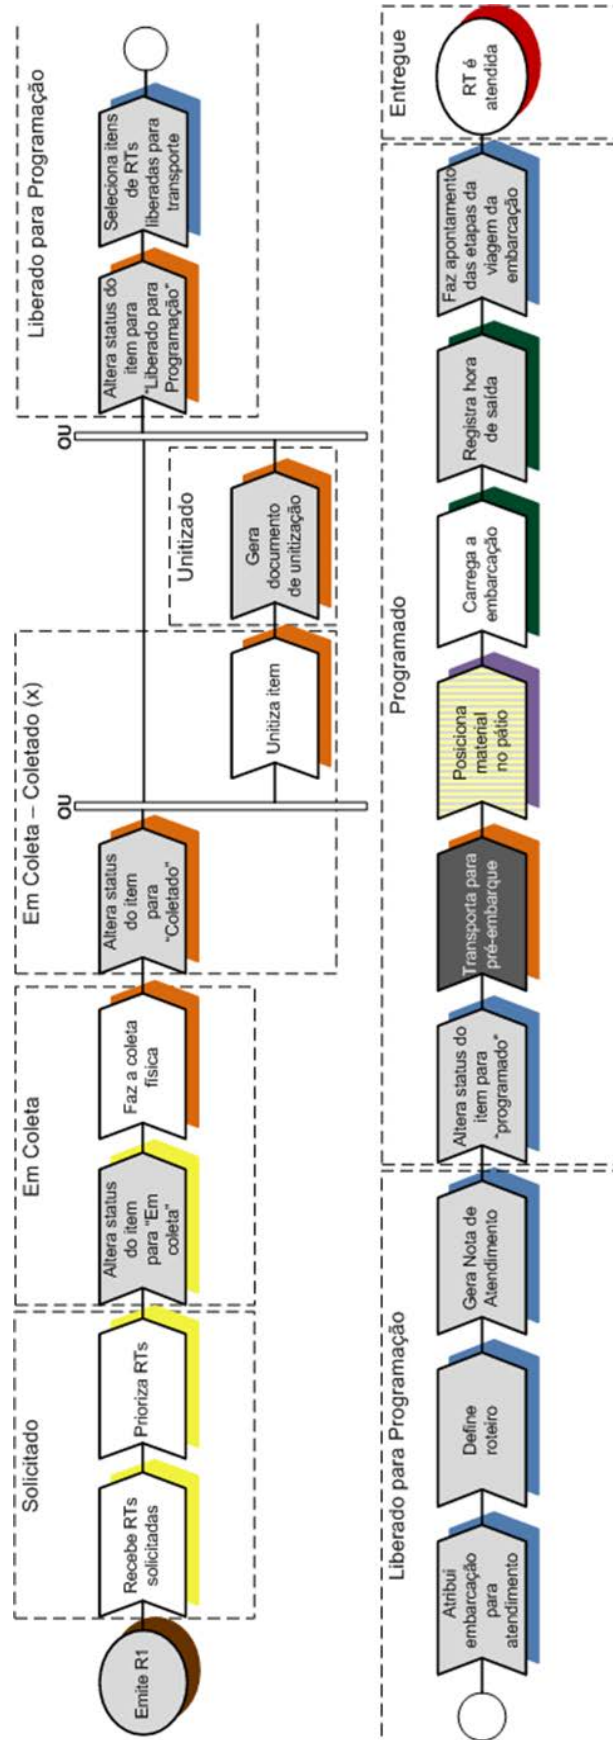 Emite R1
Solicitado
Recebe RTs
solicitadas
Prioriza RTs
Em Coleta
Altera status
do item
para "Em
coleta"
Faz a coleta
física
Em Coleta – Coletado (x)
Altera status
do item
para
"Coletado"
OU
Unitiza item
Unitizado
Gera
documento
de unitização
OU
Liberado para Programação
Altera status do
item para
"Liberado para
Programação"
Seleciona itens
de RTs
liberadas para
transporte
Liberado para Programação
Atribui
embarcação
para
atendimento
Define
roteiro
Gera Nota de
Atendimento
Programado
Altera status do
item para
"programado"
Transporta para
pré-embarque
Posiciona
material
no pátio
Carrega a
embarcação
Registra hora
de saída
Faz apontamento
das etapas da
viagem da
embarcação
Entregue
RT é
atendida